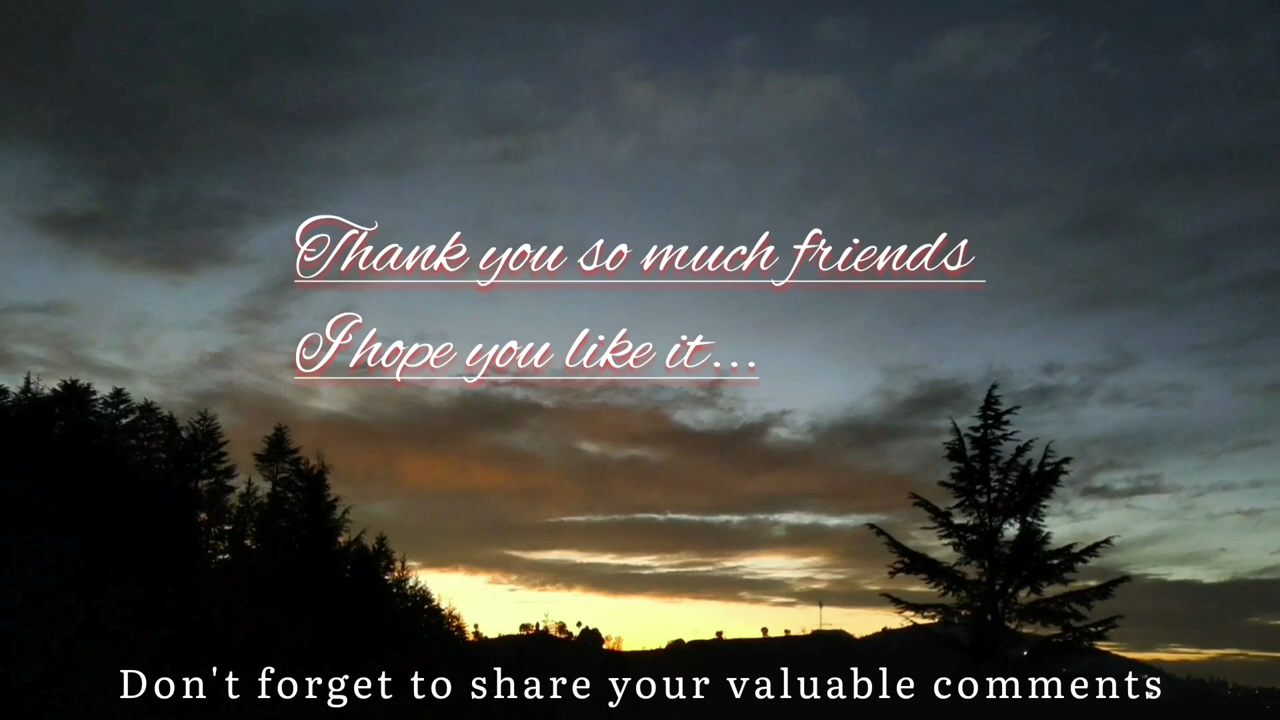 Thank you so much friends
I hope you like it...
Don't forget to share your valuable comments